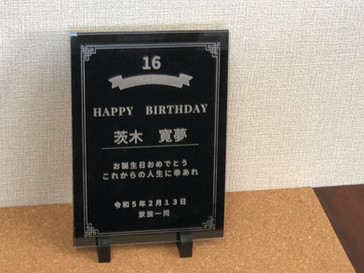 16
HAPPY BIRTHDAY
茨木 寛夢
お誕生日おめでとう
これからの人生に幸あれ
令和5年2月13日
家族一同